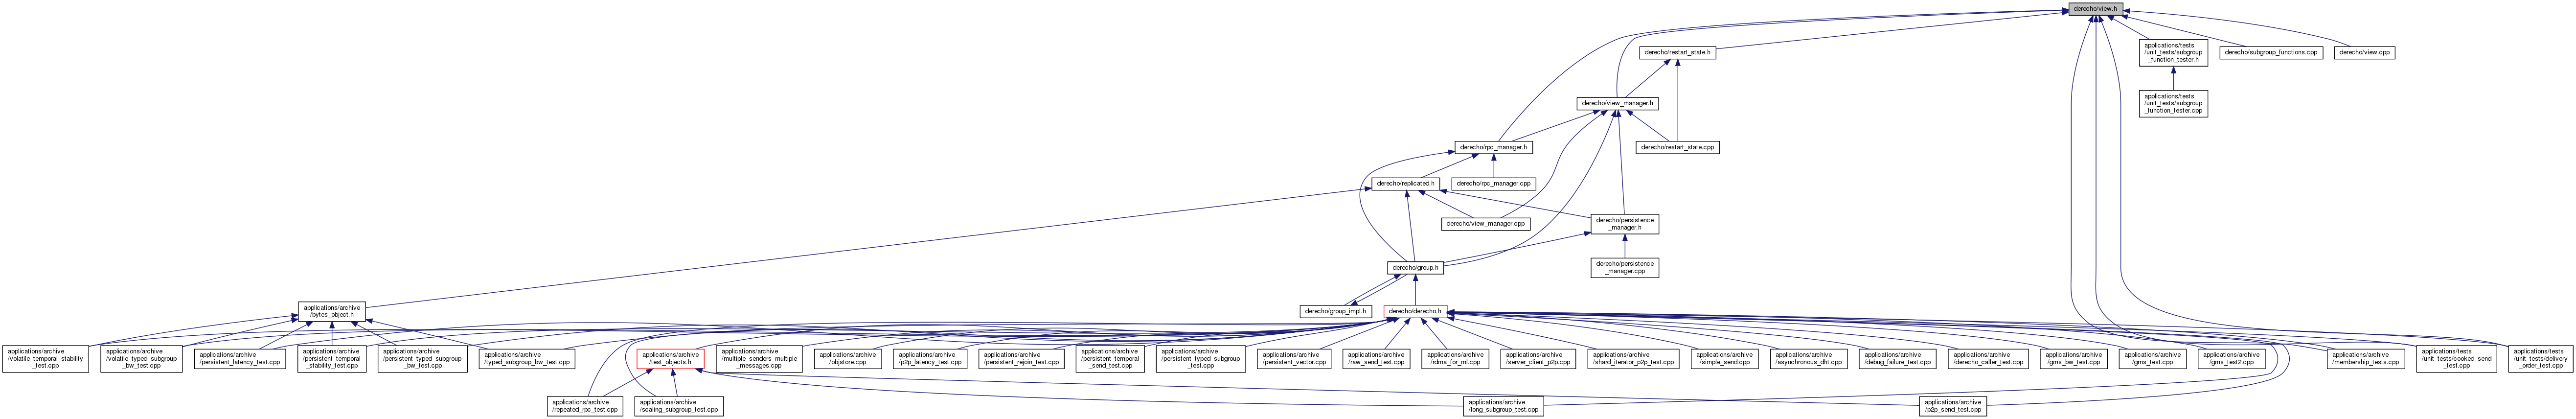 derecho/view.h
derecho/restart_state.h
applications/tests
/unit_tests/subgroup
_function_tester.h
derecho/subgroup_functions.cpp
derecho/view.cpp
derecho/view_manager.h
applications/tests
/unit_tests/subgroup
_function_tester.cpp
derecho/rpc_manager.h
derecho/restart_state.cpp
derecho/replicated.h
derecho/rpc_manager.cpp
derecho/view_manager.cpp
derecho/persistence
_manager.h
derecho/group.h
derecho/persistence
_manager.cpp
applications/archive
/bytes_object.h
derecho/group_impl.h
derecho/derecho.h
applications/archive
/volatile_temporal_stability
_test.cpp
applications/archive
/volatile_typed_subgroup
_bw_test.cpp
applications/archive
/persistent_latency_test.cpp
applications/archive
/persistent_temporal
_stability_test.cpp
applications/archive
/persistent_typed_subgroup
_bw_test.cpp
applications/archive
/typed_subgroup_bw_test.cpp
applications/archive
/test_objects.h
applications/archive
/multiple_senders_multiple
_messages.cpp
applications/archive
/objstore.cpp
applications/archive
/p2p_latency_test.cpp
applications/archive
/persistent_rejoin_test.cpp
applications/archive
/persistent_temporal
_send_test.cpp
applications/archive
/persistent_typed_subgroup
_test.cpp
applications/archive
/persistent_vector.cpp
applications/archive
/raw_send_test.cpp
applications/archive
/rdma_for_ml.cpp
applications/archive
/server_client_p2p.cpp
applications/archive
/shard_iterator_p2p_test.cpp
applications/archive
/simple_send.cpp
applications/archive
/asynchronous_dht.cpp
applications/archive
/debug_failure_test.cpp
applications/archive
/derecho_caller_test.cpp
applications/archive
/gms_bw_test.cpp
applications/archive
/gms_test.cpp
applications/archive
/gms_test2.cpp
applications/archive
/membership_tests.cpp
applications/tests
/unit_tests/cooked_send
_test.cpp
applications/tests
/unit_tests/delivery
_order_test.cpp
applications/archive
/repeated_rpc_test.cpp
applications/archive
/scaling_subgroup_test.cpp
applications/archive
/long_subgroup_test.cpp
applications/archive
/p2p_send_test.cpp